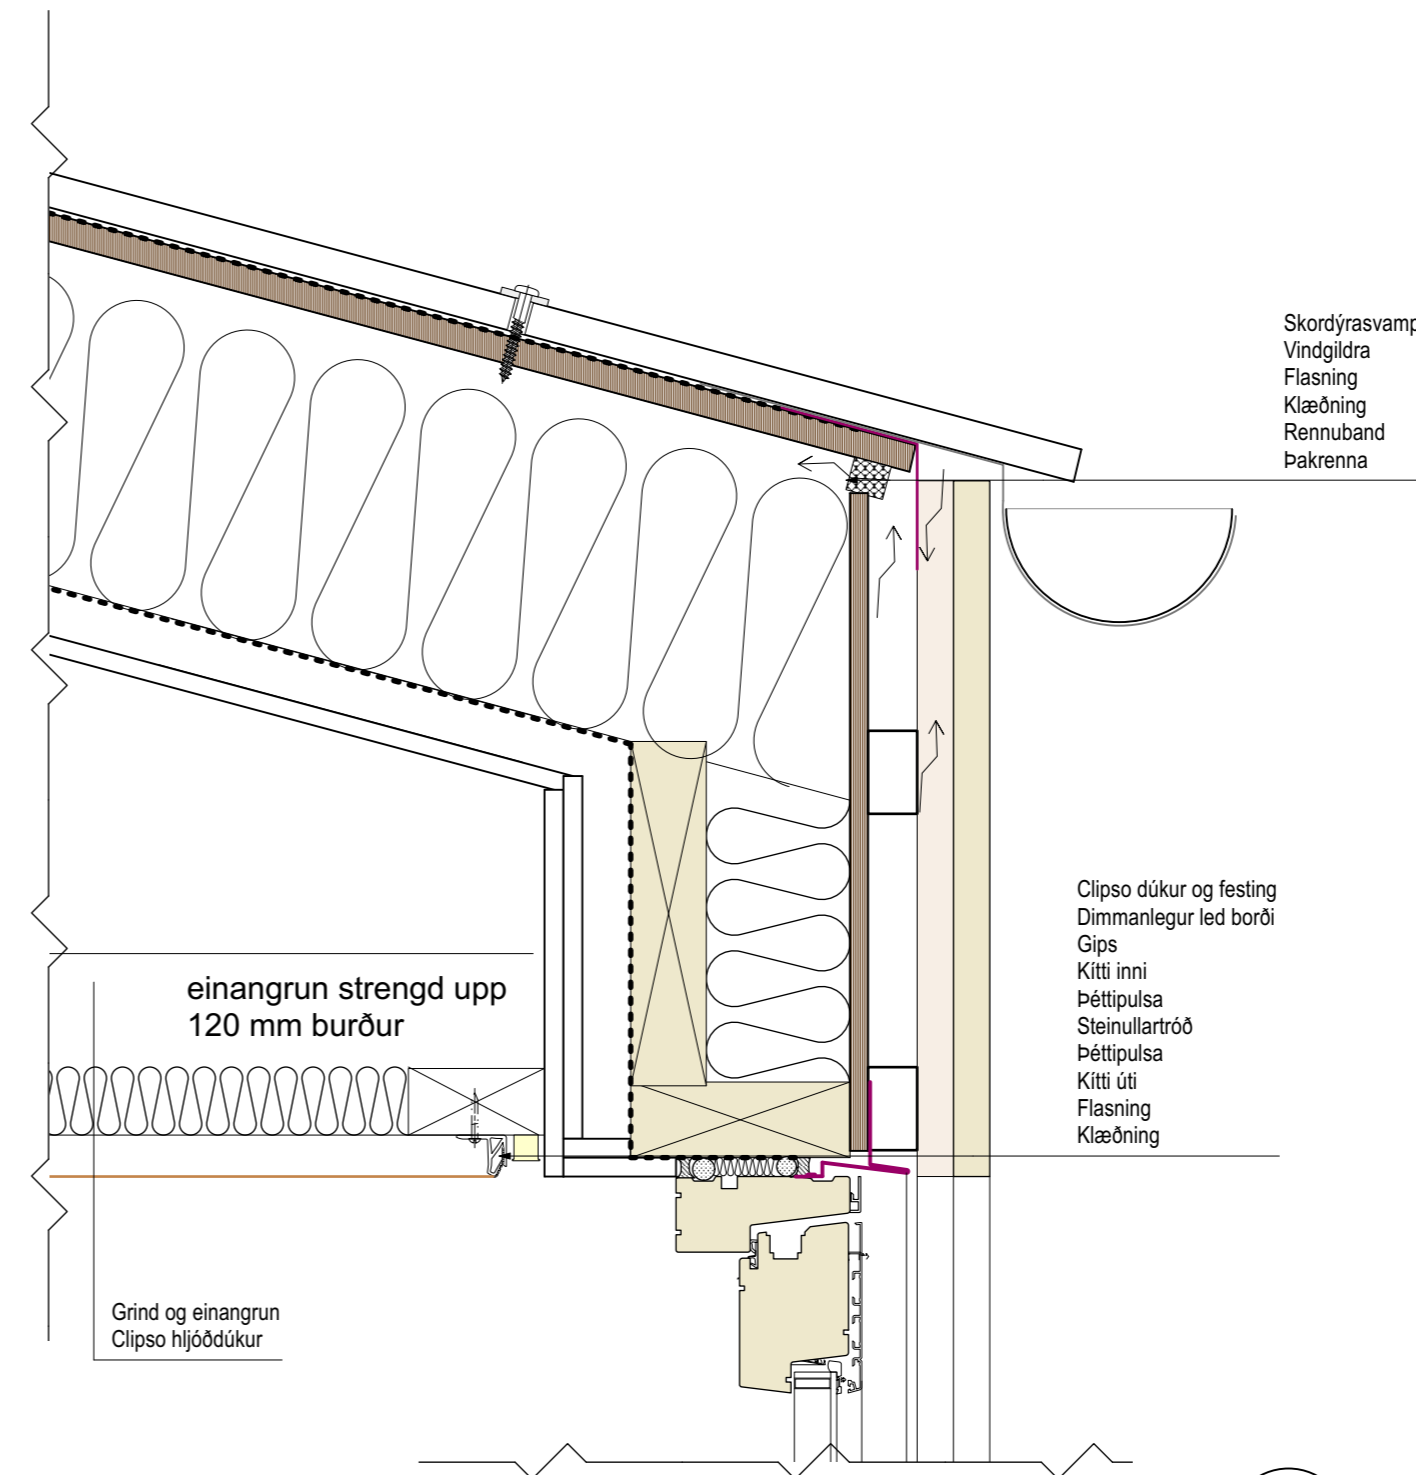 Skordýrasvamp
Vindgildra
Flasning
Klæðning
Rennuband
Þakrenna
Clipso dúkur og festing
Dimmanlegur led borði
Gips
Kítti inni
Þéttipulsa
Steinullartróð
Þéttipulsa
Kítti úti
Flasning
Klæðning
einangrun strengd upp
120 mm burður
Grind og einangrun
Clipso hljóðdúkur